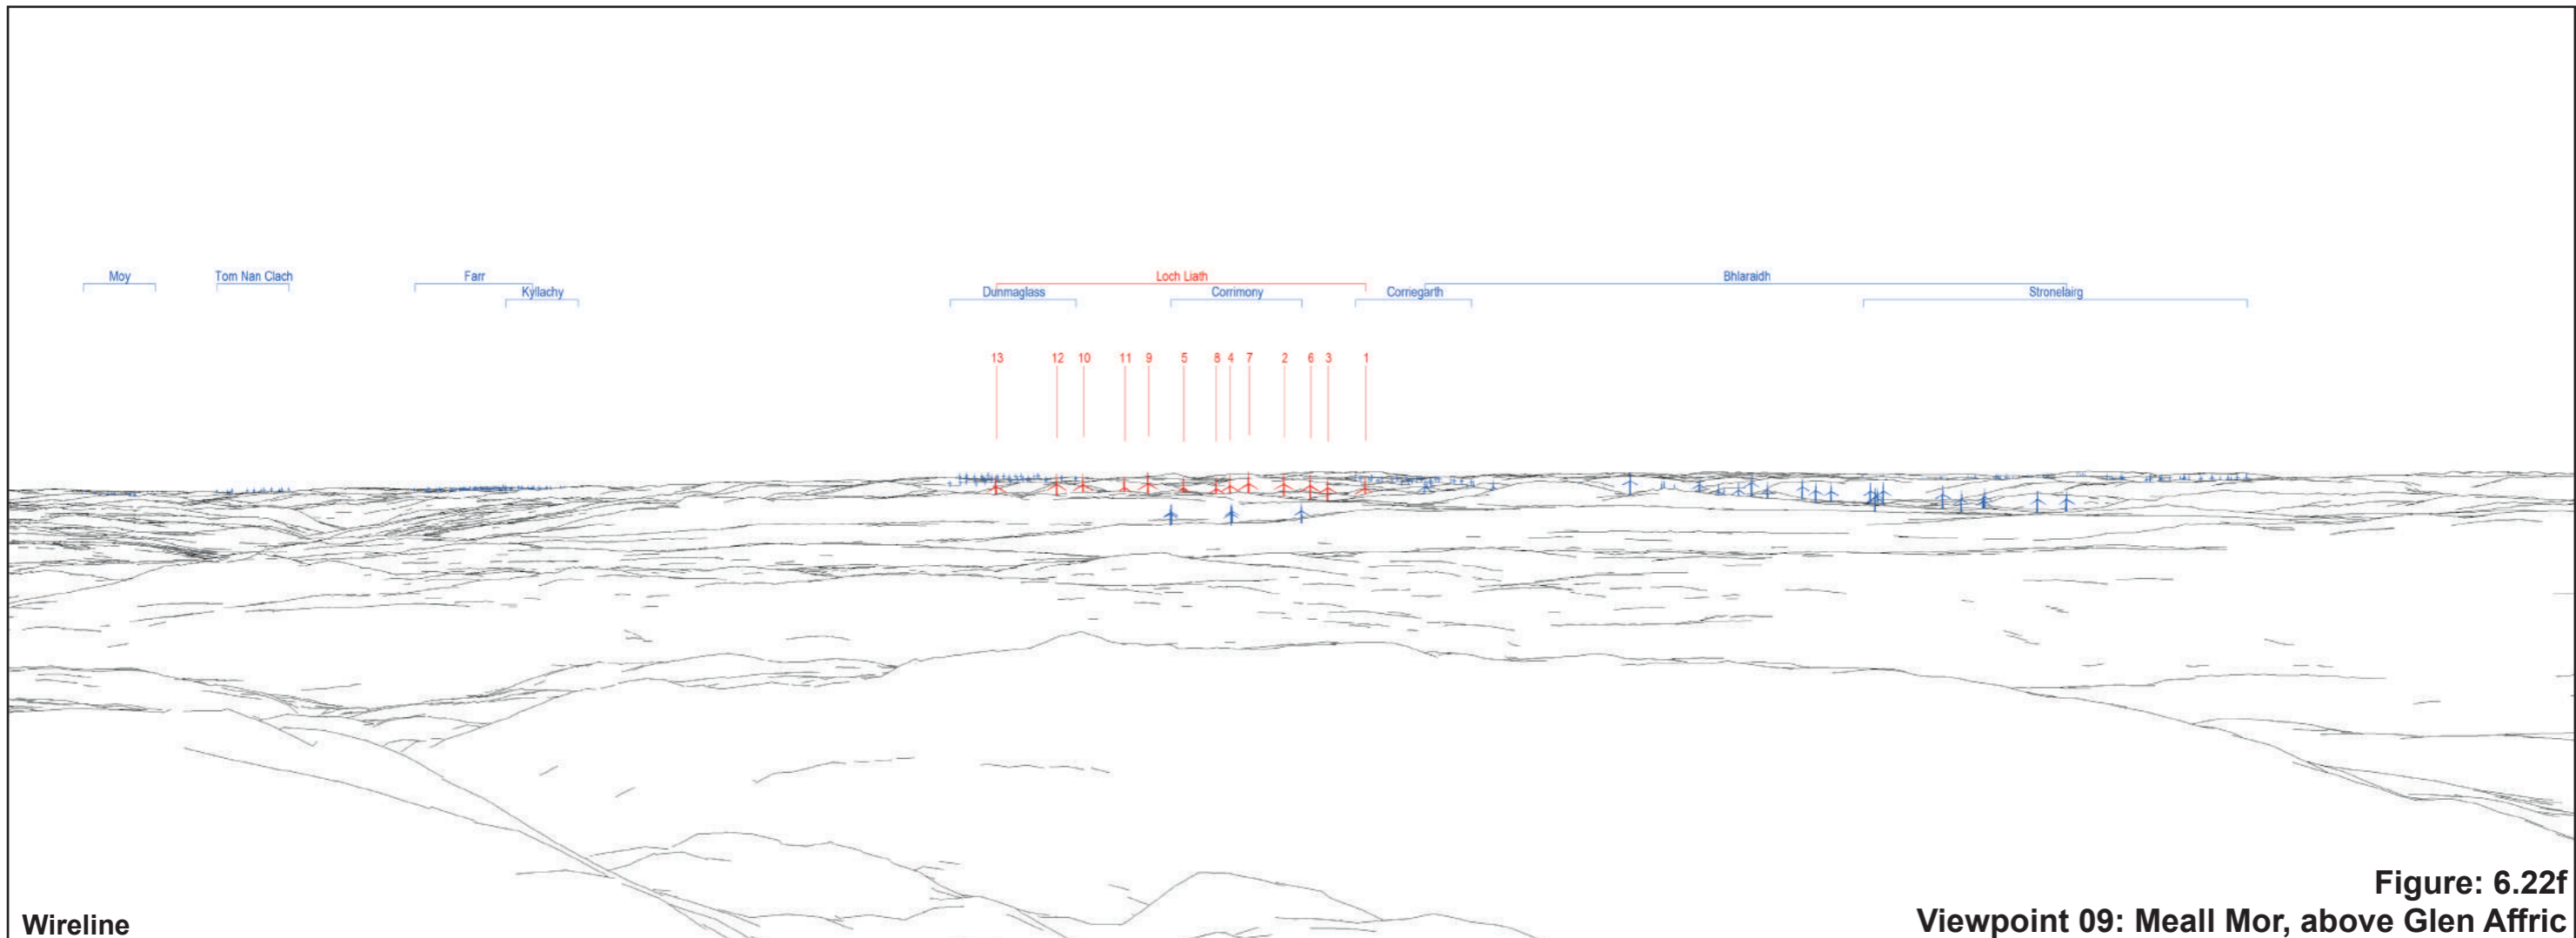 Moy Tom Nan Clach Farr Loch Liath Bhlaraidh
Kyllachy Dunmaglass Corrimony Corriegarth Stronelairg
13 12 10 11 9 5 8 4 7 2 6 3 1
Figure: 6.22f
Wireline Viewpoint 09: Meall Mor, above Glen Affric